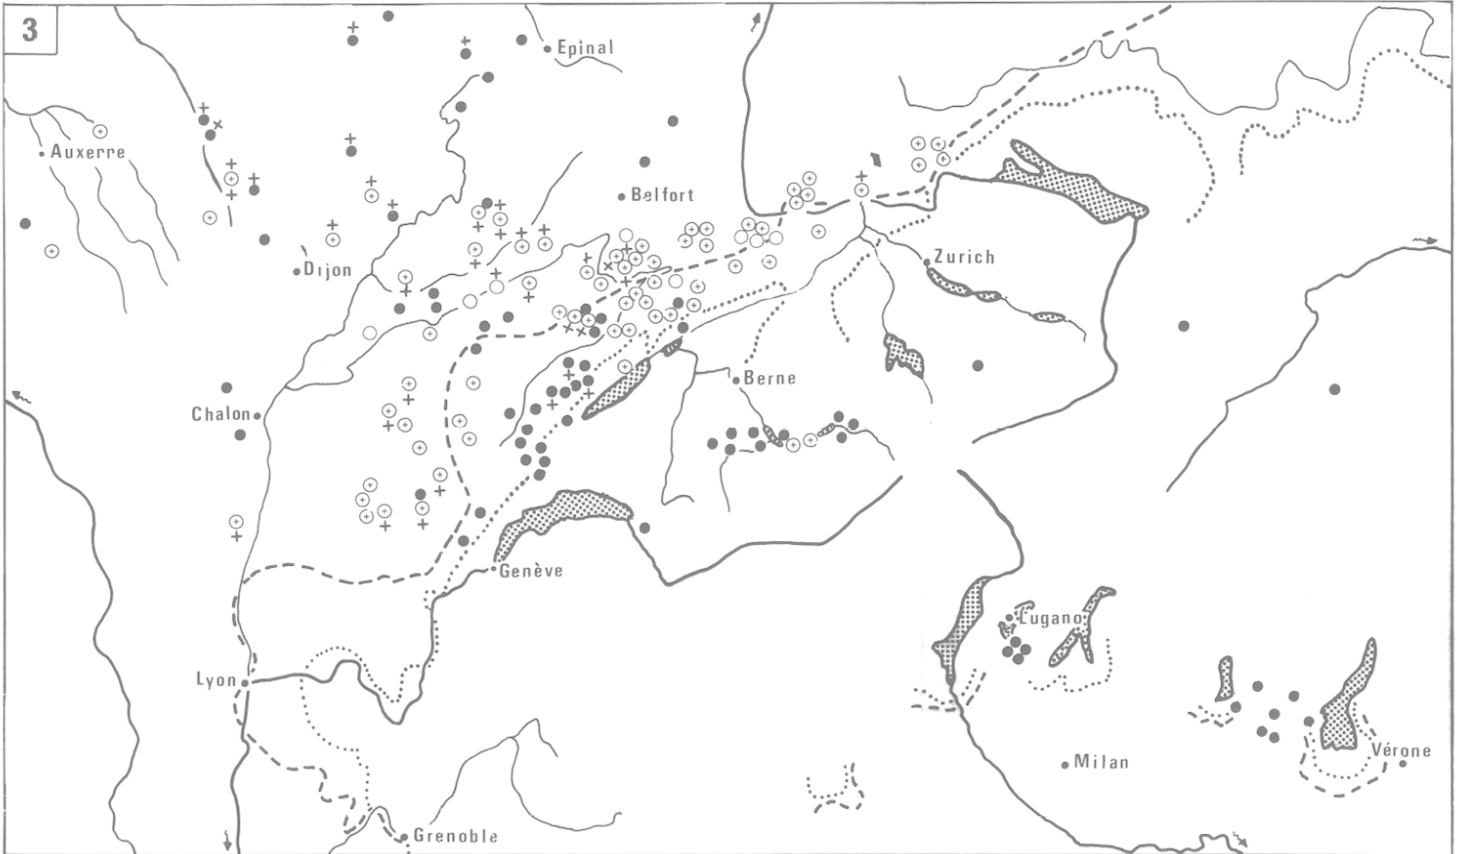 3
Epinal
Auxerre
Belfort
Dijon
Zurich
Berne
Chalon
Genève
Lugano
Lyon
Milan
Vérone
Grenoble